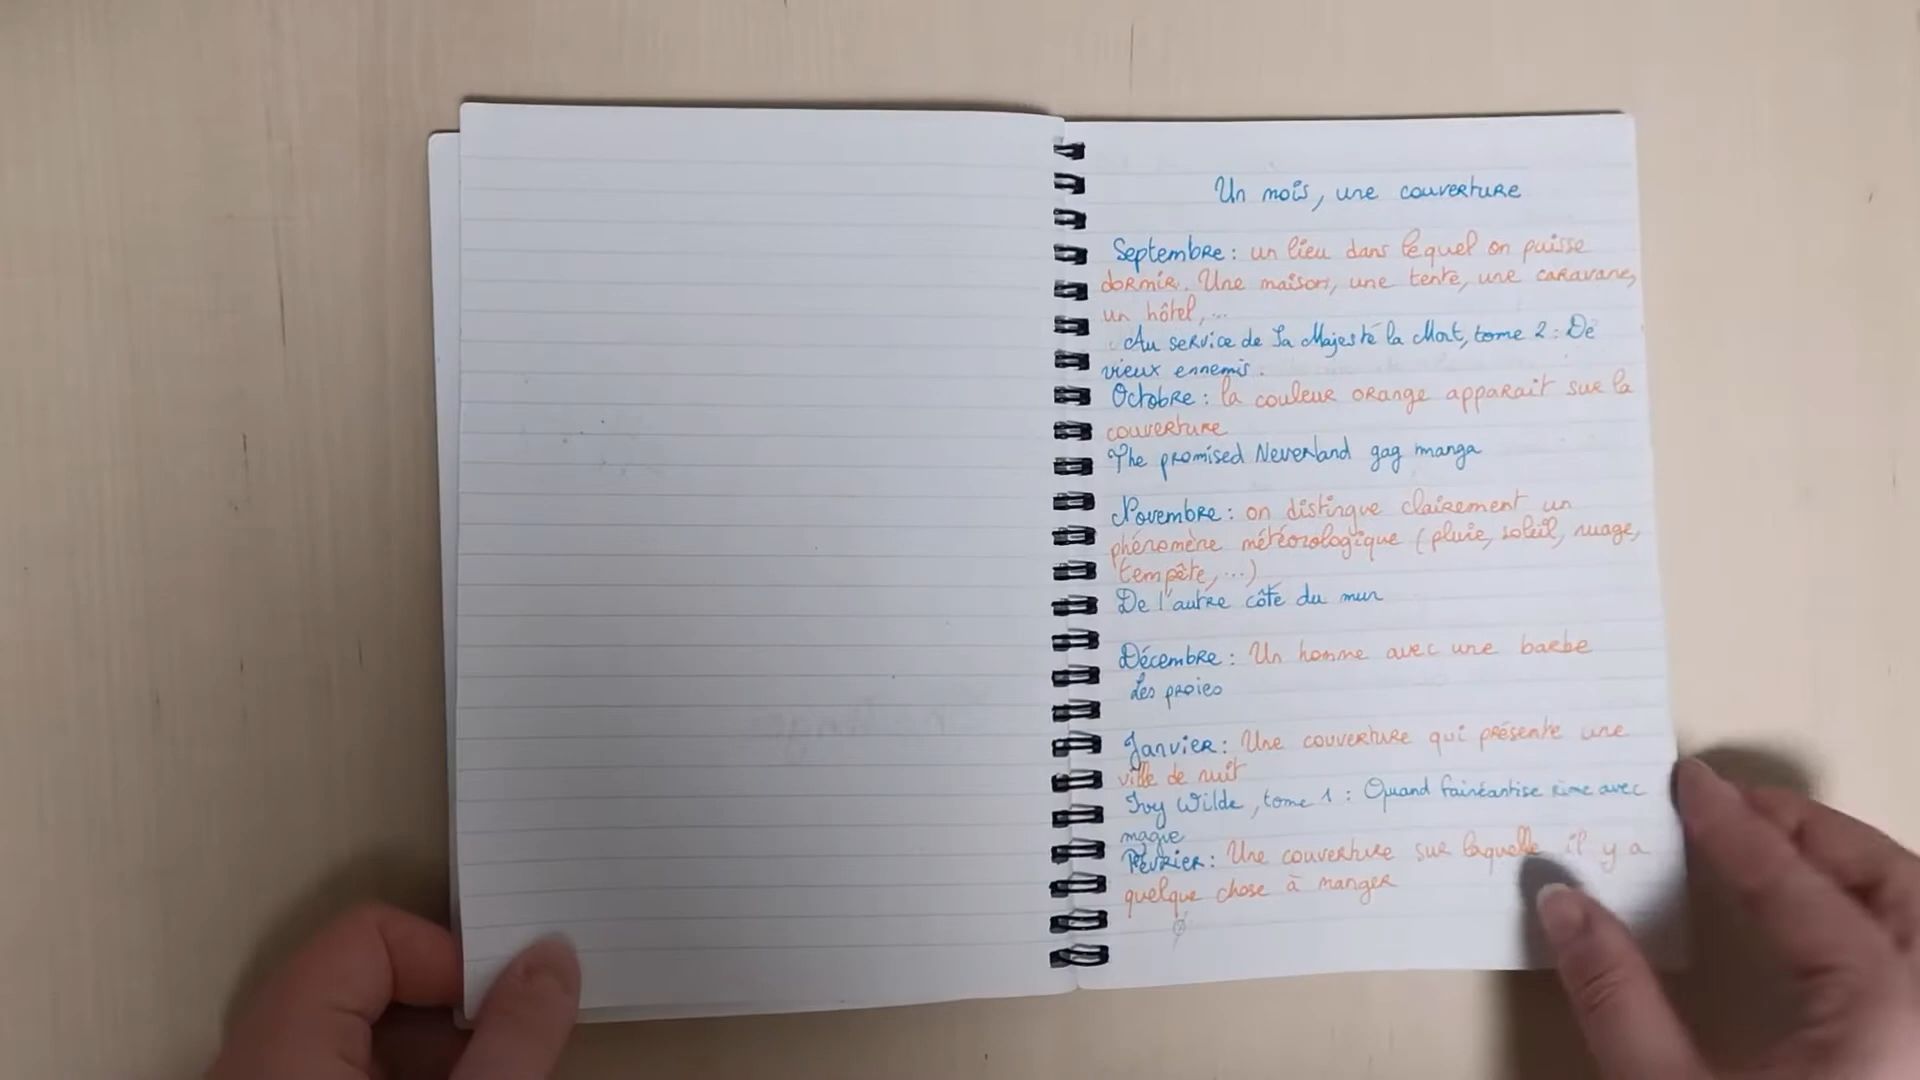 Un mois, une couverture
Septembre : un lieu dans lequel on puisse
dormir. Une maison, une tente, une caravane,
un hôtel, ...
Au service de Sa Majesté la Mort, tome 2 : De
vieux ennemis.
Octobre : la couleur orange apparait sur la
couverture
The promised Neverland gag manga
Novembre : on distingue clairement un
phénomène météorologique (pluie, soleil, nuage,
tempête, ...)
De l'autre côté du mur
Décembre : Un homme avec une barbe
Les proies
Janvier : Une couverture qui présente une
ville de nuit
Ivy Wilde, tome 1 : Quand fainéantise rime avec
magie
Février : Une couverture sur laquelle il y a
quelque chose à manger